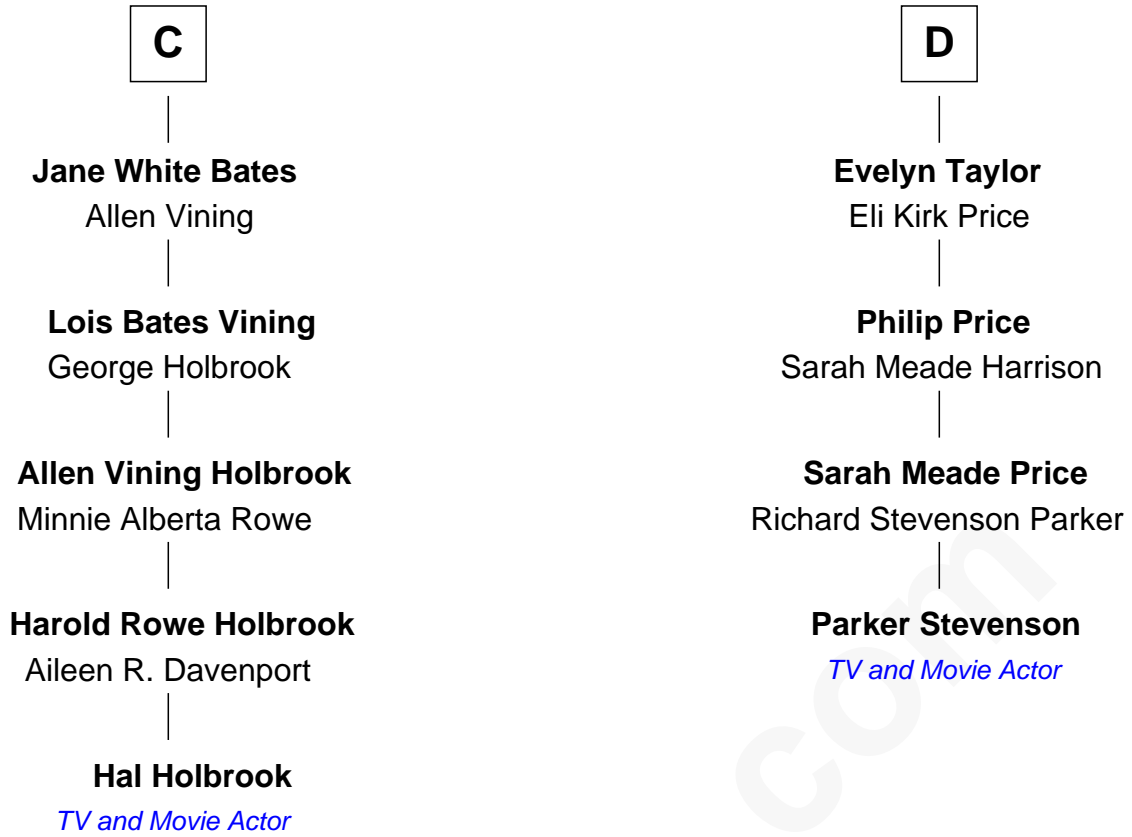 C
Jane White Bates
Allen Vining
Lois Bates Vining
George Holbrook
Allen Vining Holbrook
Minnie Alberta Rowe
Harold Rowe Holbrook
Aileen R. Davenport
Hal Holbrook
TV and Movie Actor
D
Evelyn Taylor
Eli Kirk Price
Philip Price
Sarah Meade Harrison
Sarah Meade Price
Richard Stevenson Parker
Parker Stevenson
TV and Movie Actor
com